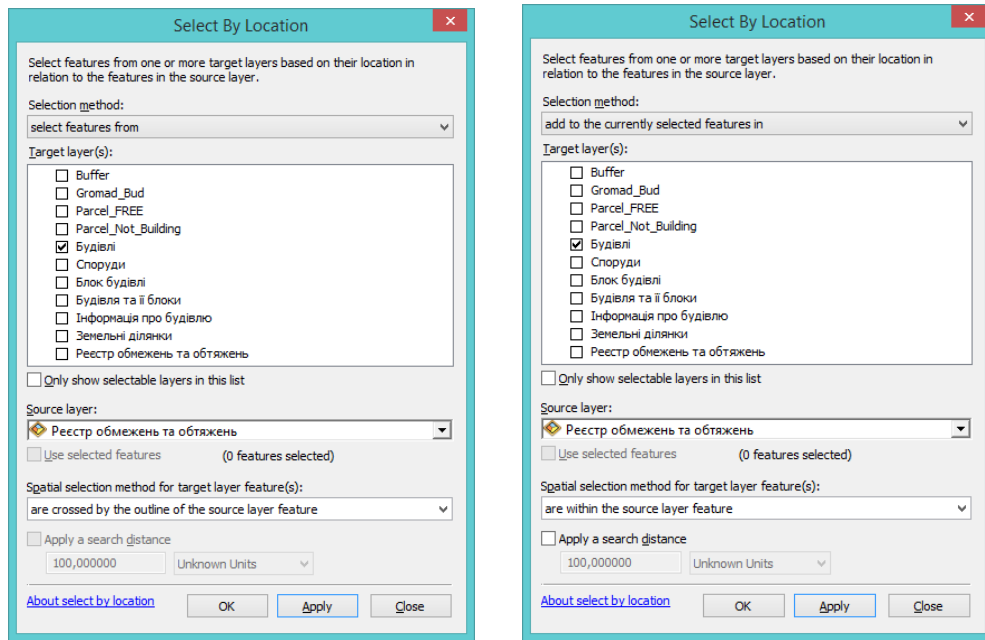 Select By Location
Select features from one or more target layers based on their location in
relation to the features in the source layer.
Selection method:
select features from
Target layer(s):
Buffer
Gromad_Bud
Parcel_FREE
Parcel_Not_Building
Будівлі
Споруди
Блок будівлі
Будівля та її блоки
Інформація про будівлю
Земельні ділянки
Реєстр обмежень та обтяжень
Only show selectable layers in this list
Source layer:
Реєстр обмежень та обтяжень
Use selected features (0 features selected)
Spatial selection method for target layer feature(s):
are crossed by the outline of the source layer feature
Apply a search distance
100,000000 Unknown Units
About select by location OK Apply Close
Select By Location
Select features from one or more target layers based on their location in
relation to the features in the source layer.
Selection method:
add to the currently selected features in
Target layer(s):
Buffer
Gromad_Bud
Parcel_FREE
Parcel_Not_Building
Будівлі
Споруди
Блок будівлі
Будівля та її блоки
Інформація про будівлю
Земельні ділянки
Реєстр обмежень та обтяжень
Only show selectable layers in this list
Source layer:
Реєстр обмежень та обтяжень
Use selected features (0 features selected)
Spatial selection method for target layer feature(s):
are within the source layer feature
Apply a search distance
100,000000 Unknown Units
About select by location OK Apply Close